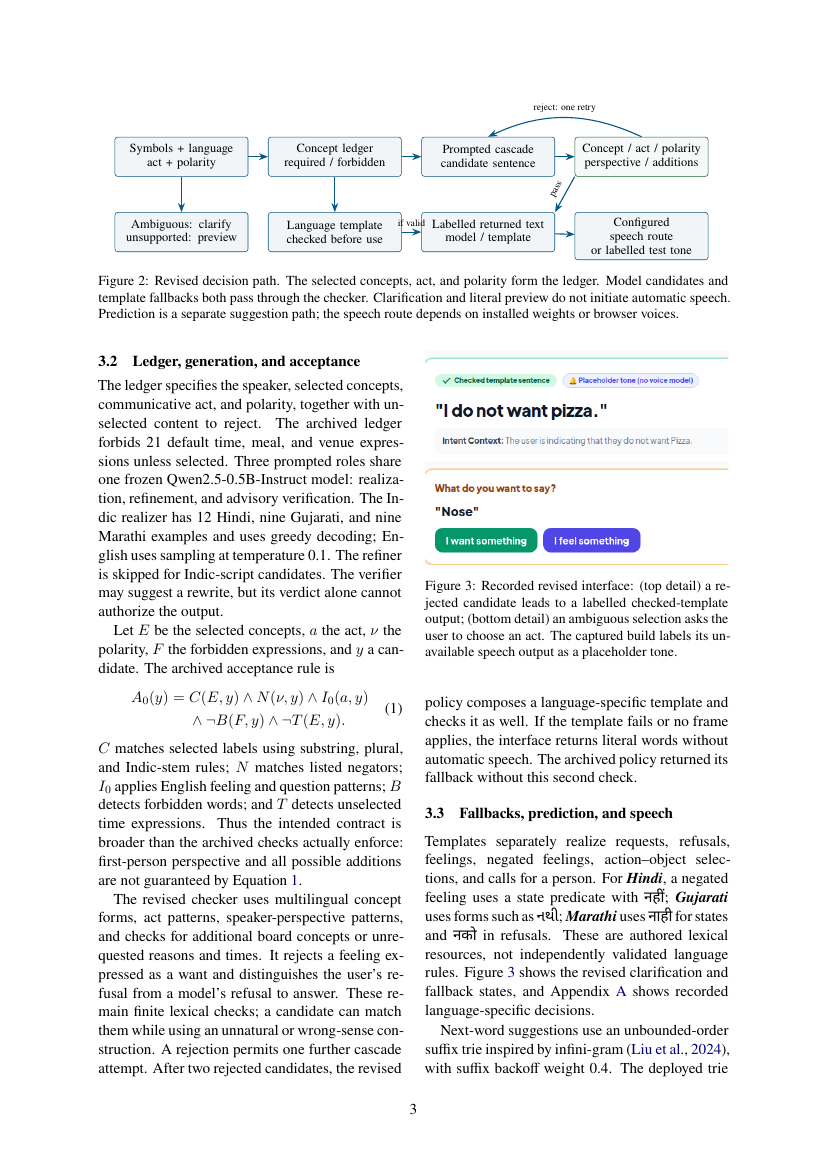 reject: one retry
Symbols + language
act + polarity
Concept ledger
required / forbidden
Prompted cascade
candidate sentence
Concept / act / polarity
perspective / additions
pass
Ambiguous: clarify
unsupported: preview
Language template
checked before use
if valid
Labelled returned text
model / template
Configured
speech route
or labelled test tone
Figure 2: Revised decision path. The selected concepts, act, and polarity form the ledger. Model candidates and
template fallbacks both pass through the checker. Clarification and literal preview do not initiate automatic speech.
Prediction is a separate suggestion path; the speech route depends on installed weights or browser voices.
3.2 Ledger, generation, and acceptance
The ledger specifies the speaker, selected concepts,
communicative act, and polarity, together with un-
selected content to reject. The archived ledger
forbids 21 default time, meal, and venue expres-
sions unless selected. Three prompted roles share
one frozen Qwen2.5-0.5B-Instruct model: realiza-
tion, refinement, and advisory verification. The In-
dic realizer has 12 Hindi, nine Gujarati, and nine
Marathi examples and uses greedy decoding; En-
glish uses sampling at temperature 0.1. The refiner
is skipped for Indic-script candidates. The verifier
may suggest a rewrite, but its verdict alone cannot
authorize the output.
Let E be the selected concepts, a the act, ν the
polarity, F the forbidden expressions, and y a can-
didate. The archived acceptance rule is
A₀(y) = C(E, y) ∧ N(ν, y) ∧ I₀(a, y)
∧ ¬B(F, y) ∧ ¬T(E, y).
(1)
C matches selected labels using substring, plural,
and Indic-stem rules; N matches listed negators;
I₀ applies English feeling and question patterns; B
detects forbidden words; and T detects unselected
time expressions. Thus the intended contract is
broader than the archived checks actually enforce:
first-person perspective and all possible additions
are not guaranteed by Equation 1.
The revised checker uses multilingual concept
forms, act patterns, speaker-perspective patterns,
and checks for additional board concepts or unre-
quested reasons and times. It rejects a feeling ex-
pressed as a want and distinguishes the user's re-
fusal from a model's refusal to answer. These re-
main finite lexical checks; a candidate can match
them while using an unnatural or wrong-sense con-
struction. A rejection permits one further cascade
attempt. After two rejected candidates, the revised
✓ Checked template sentence
🔔 Placeholder tone (no voice model)
"I do not want pizza."
Intent Context: The user is indicating that they do not want Pizza.
What do you want to say?
"Nose"
I want something
I feel something
Figure 3: Recorded revised interface: (top detail) a re-
jected candidate leads to a labelled checked-template
output; (bottom detail) an ambiguous selection asks the
user to choose an act. The captured build labels its un-
available speech output as a placeholder tone.
policy composes a language-specific template and
checks it as well. If the template fails or no frame
applies, the interface returns literal words without
automatic speech. The archived policy returned its
fallback without this second check.
3.3 Fallbacks, prediction, and speech
Templates separately realize requests, refusals,
feelings, negated feelings, action–object selec-
tions, and calls for a person. For Hindi, a negated
feeling uses a state predicate with नहीं; Gujarati
uses forms such as નથી; Marathi uses नाही for states
and नको in refusals. These are authored lexical
resources, not independently validated language
rules. Figure 3 shows the revised clarification and
fallback states, and Appendix A shows recorded
language-specific decisions.
Next-word suggestions use an unbounded-order
suffix trie inspired by infini-gram (Liu et al., 2024),
with suffix backoff weight 0.4. The deployed trie
3